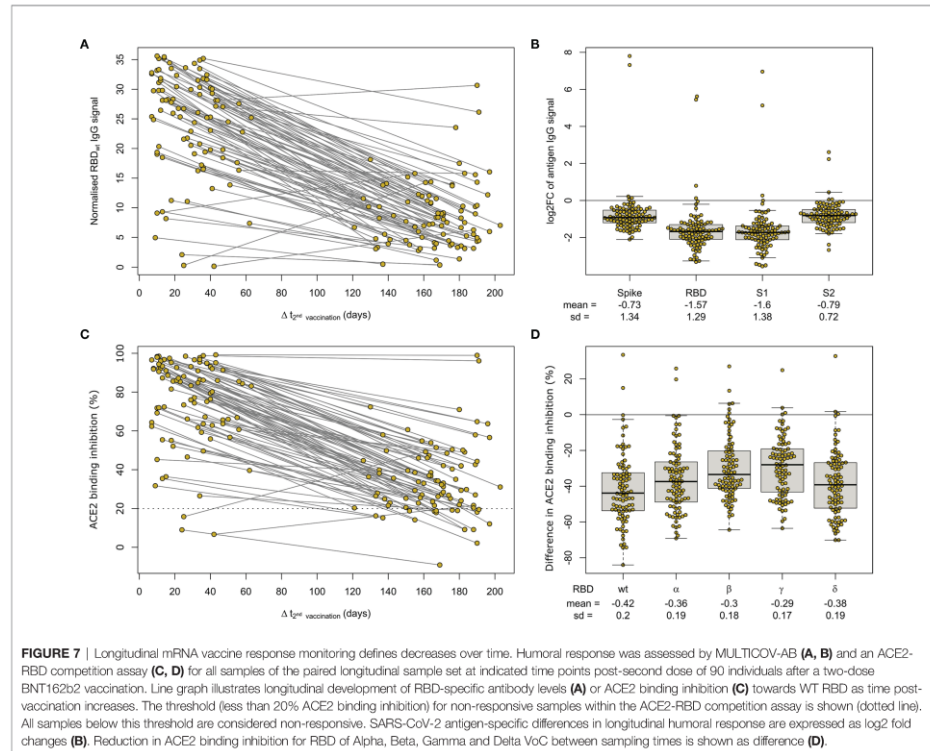 A
Normalised RBDwt IgG signal
35
30
25
20
15
10
5
0
0 20 40 60 80 100 120 140 160 180 200
Δ t2nd vaccination (days)
B
log2FC of antigen IgG signal
8
6
4
2
0
-2
Spike RBD S1 S2
mean = -0.73 -1.57 -1.6 -0.79
sd = 1.34 1.29 1.38 0.72
C
ACE2 binding inhibition (%)
100
80
60
40
20
0
0 20 40 60 80 100 120 140 160 180 200
Δ t2nd vaccination (days)
D
Difference in ACE2 binding inhibition (%)
20
0
-20
-40
-60
-80
RBD wt α β γ δ
mean = -0.42 -0.36 -0.3 -0.29 -0.38
sd = 0.2 0.19 0.18 0.17 0.19
FIGURE 7 | Longitudinal mRNA vaccine response monitoring defines decreases over time. Humoral response was assessed by MULTICOV-AB (A, B) and an ACE2-
RBD competition assay (C, D) for all samples of the paired longitudinal sample set at indicated time points post-second dose of 90 individuals after a two-dose
BNT162b2 vaccination. Line graph illustrates longitudinal development of RBD-specific antibody levels (A) or ACE2 binding inhibition (C) towards WT RBD as time post-
vaccination increases. The threshold (less than 20% ACE2 binding inhibition) for non-responsive samples within the ACE2-RBD competition assay is shown (dotted line).
All samples below this threshold are considered non-responsive. SARS-CoV-2 antigen-specific differences in longitudinal humoral response are expressed as log2 fold
changes (B). Reduction in ACE2 binding inhibition for RBD of Alpha, Beta, Gamma and Delta VoC between sampling times is shown as difference (D).